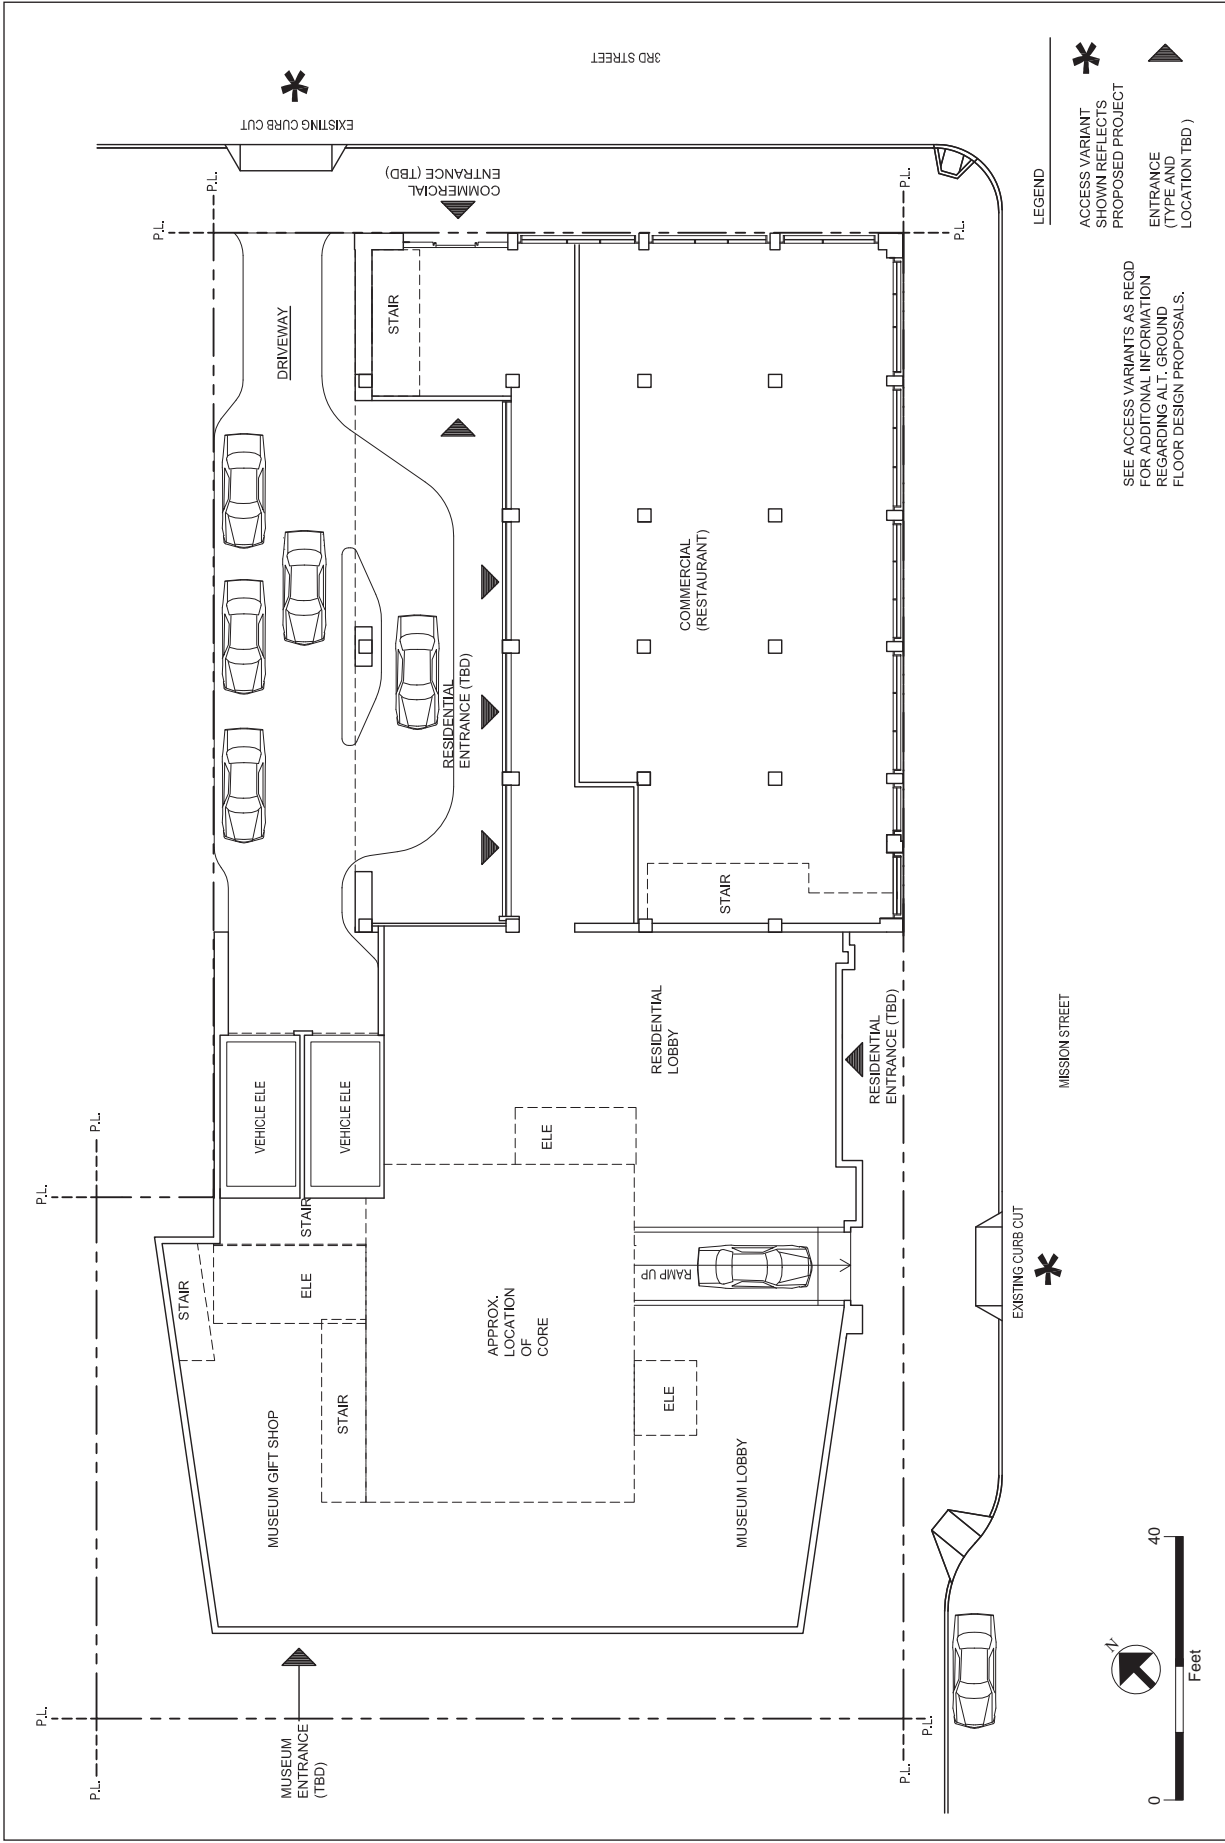 3RD STREET
EXISTING CURB CUT
COMMERCIAL
ENTRANCE (TBD)
P.L.
P.L.
P.L.
P.L.
DRIVEWAY
STAIR
COMMERCIAL
(RESTAURANT)
RESIDENTIAL
ENTRANCE (TBD)
STAIR
RESIDENTIAL
LOBBY
RESIDENTIAL
ENTRANCE (TBD)
VEHICLE ELE
VEHICLE ELE
ELE
P.L.
P.L.
STAIR
STAIR
ELE
RAMP UP
APPROX.
LOCATION
OF
CORE
STAIR
ELE
MUSEUM GIFT SHOP
MUSEUM LOBBY
MUSEUM
ENTRANCE
(TBD)
P.L.
P.L.
P.L.
P.L.
EXISTING CURB CUT
MISSION STREET
LEGEND
ACCESS VARIANT
SHOWN REFLECTS
PROPOSED PROJECT
ENTRANCE
(TYPE AND
LOCATION TBD )
SEE ACCESS VARIANTS AS REQD
FOR ADDITONAL INFORMATION
REGARDING ALT. GROUND
FLOOR DESIGN PROPOSALS.
N
0
40
Feet